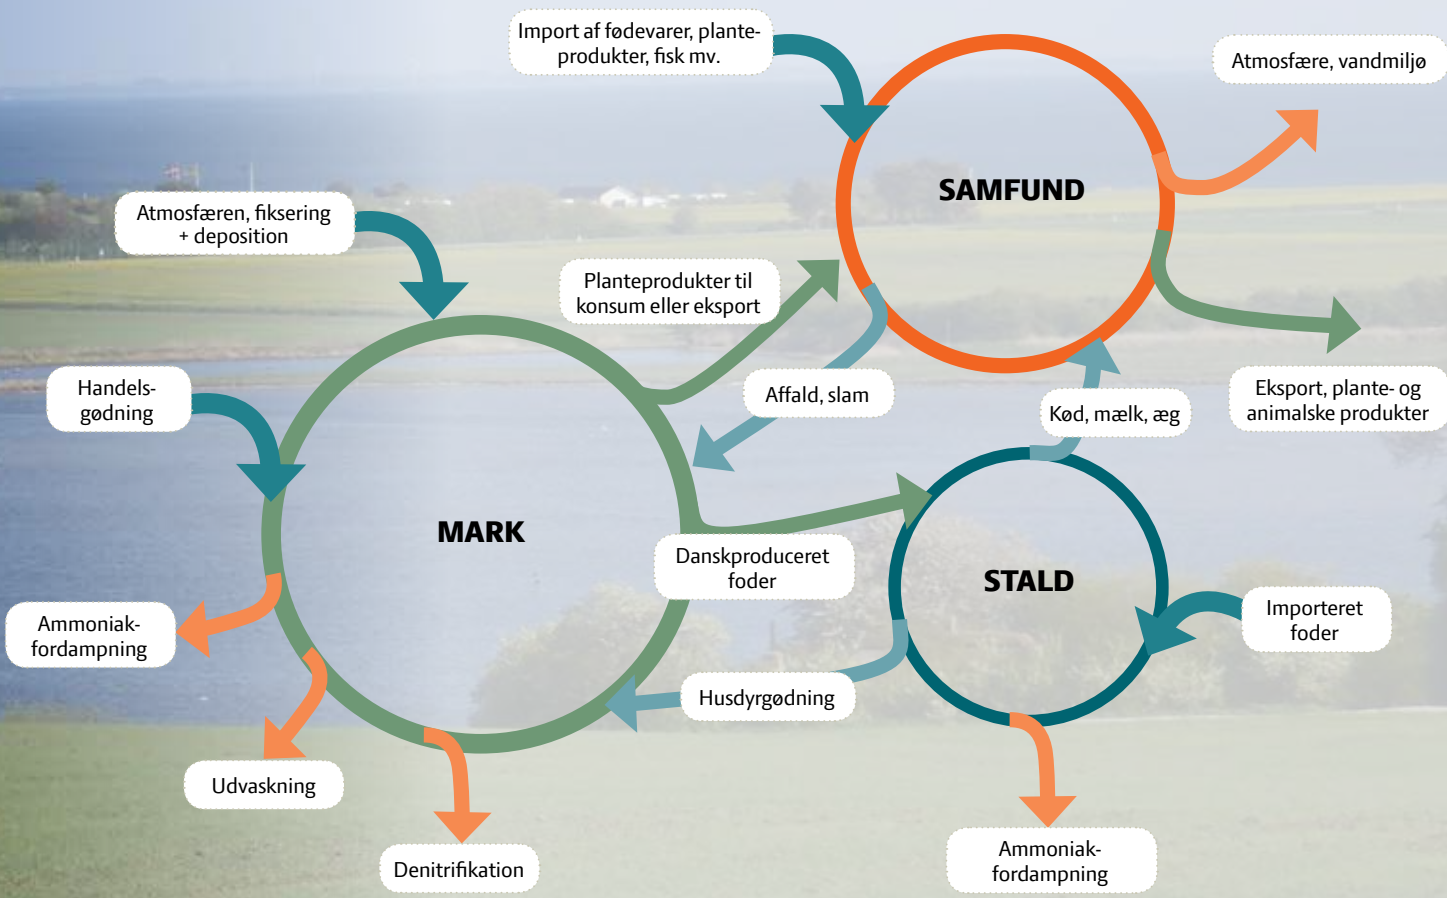 Import af fødevarer, plante-
produkter, fisk mv.
Atmosfære, vandmiljø
SAMFUND
Atmosfæren, fiksering
+ deposition
Planteprodukter til
konsum eller eksport
Handels-
gødning
Affald, slam
Kød, mælk, æg
Eksport, plante- og
animalske produkter
MARK
Danskproduceret
foder
STALD
Importeret
foder
Ammoniak-
fordampning
Husdyrgødning
Udvaskning
Denitrifikation
Ammoniak-
fordampning